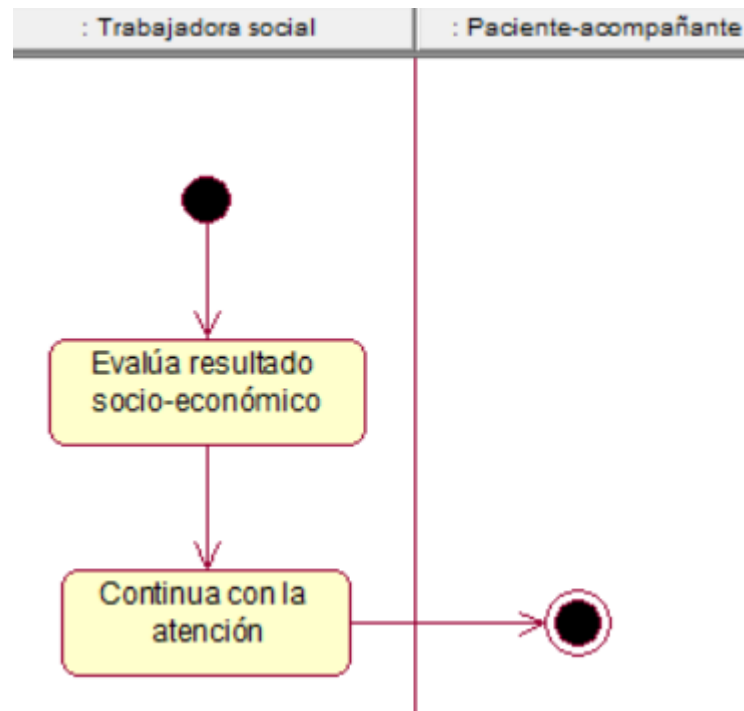 : Trabajadora social
: Paciente-acompañante
Evalúa resultado
socio-económico
Continua con la
atención